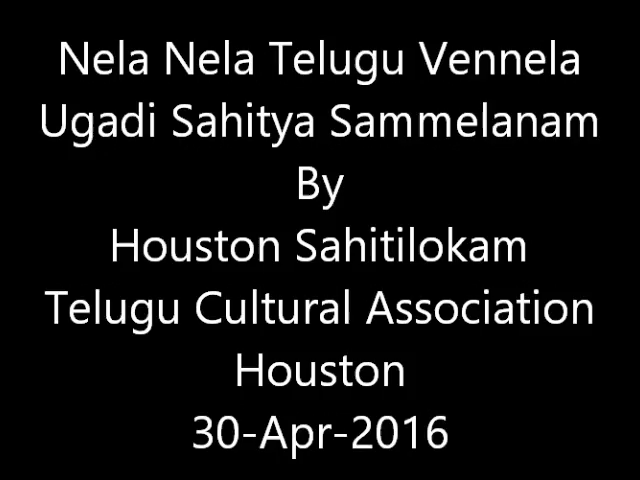 Nela Nela Telugu Vennela
Ugadi Sahitya Sammelanam
By
Houston Sahitilokam
Telugu Cultural Association
Houston
30-Apr-2016